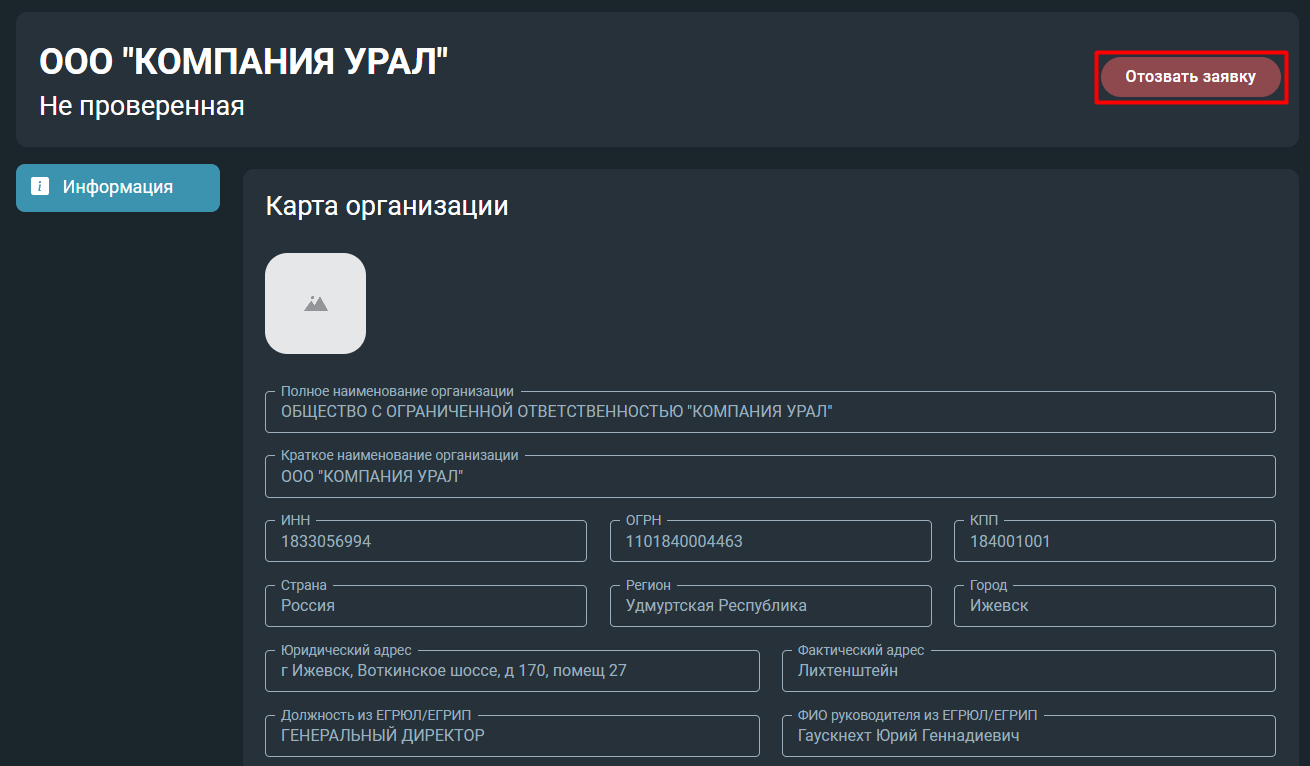 ООО "КОМПАНИЯ УРАЛ"
Не проверенная
Отозвать заявку
Информация
Карта организации
Полное наименование организации
ОБЩЕСТВО С ОГРАНИЧЕННОЙ ОТВЕТСТВЕННОСТЬЮ "КОМПАНИЯ УРАЛ"
Краткое наименование организации
ООО "КОМПАНИЯ УРАЛ"
ИНН ОГРН КПП
1833056994 1101840004463 184001001
Страна Регион Город
Россия Удмуртская Республика Ижевск
Юридический адрес Фактический адрес
г Ижевск, Воткинское шоссе, д 170, помещ 27 Лихтенштейн
Должность из ЕГРЮЛ/ЕГРИП ФИО руководителя из ЕГРЮЛ/ЕГРИП
ГЕНЕРАЛЬНЫЙ ДИРЕКТОР Гаускнехт Юрий Геннадиевич